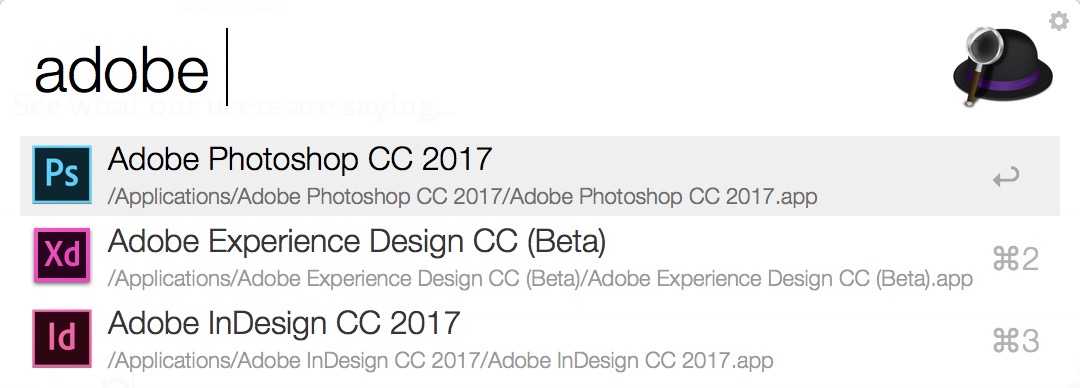 adobe
See what our users are saying...
Ps
Adobe Photoshop CC 2017
/Applications/Adobe Photoshop CC 2017/Adobe Photoshop CC 2017.app
Xd
Adobe Experience Design CC (Beta)
/Applications/Adobe Experience Design CC (Beta)/Adobe Experience Design CC (Beta).app
⌘2
Id
Adobe InDesign CC 2017
/Applications/Adobe InDesign CC 2017/Adobe InDesign CC 2017.app
⌘3